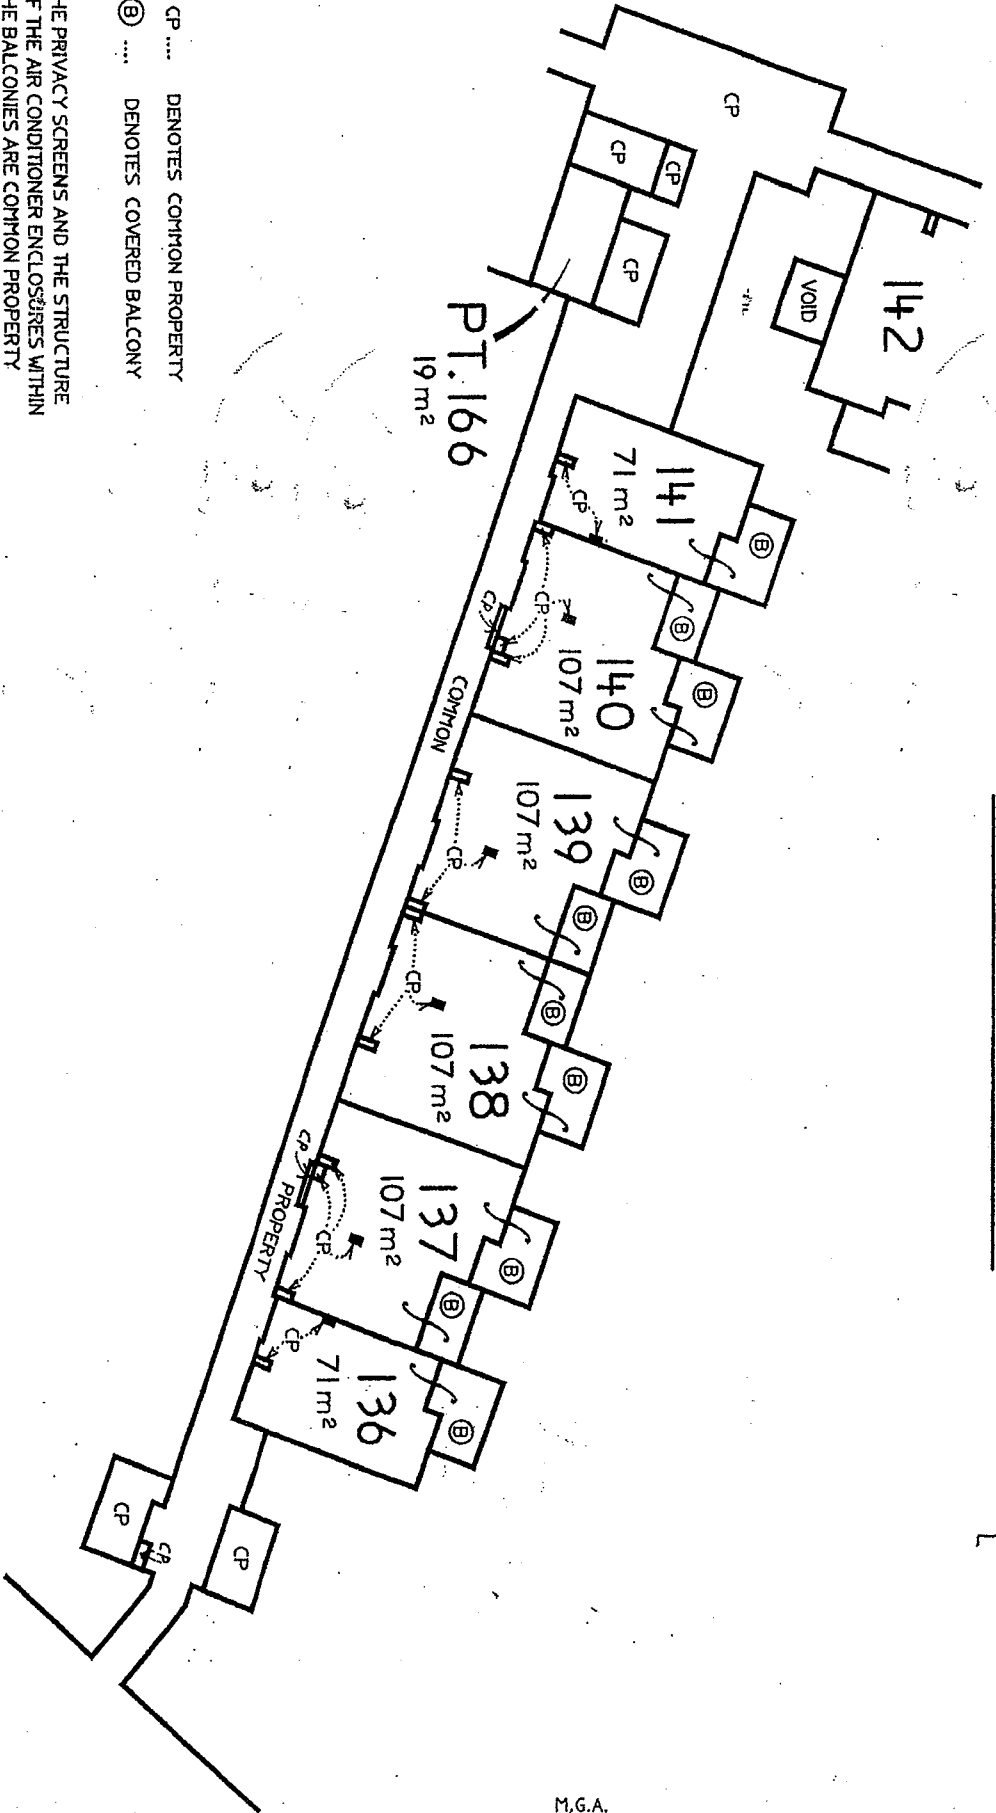 CP .... DENOTES COMMON PROPERTY
Ⓑ .... DENOTES COVERED BALCONY
HE PRIVACY SCREENS AND THE STRUCTURE
F THE AIR CONDITIONER ENCLOSURES WITHIN
HE BALCONIES ARE COMMON PROPERTY
142
VOID
CP
CP
CP
CP
PT.166
19 m²
141
71 m²
CP
Ⓑ
140
107 m²
CP
CP
Ⓑ
Ⓑ
139
107 m²
CP
Ⓑ
Ⓑ
138
107 m²
CP
Ⓑ
Ⓑ
137
107 m²
CP
CP
Ⓑ
Ⓑ
136
71 m²
CP
Ⓑ
COMMON
PROPERTY
CP
CP
CP
M.G.A.